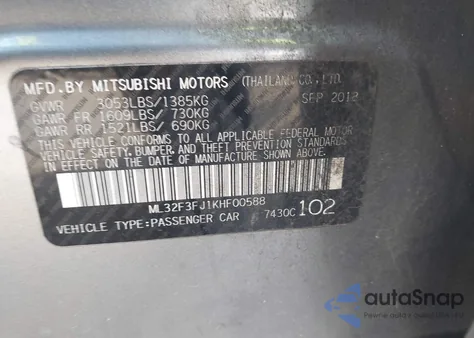 MFD.BY MITSUBISHI MOTORS (THAILAND) CO.,LTD.
GVWR 3053LBS/1385KG SEP.2012
GAWR FR 1609LBS/ 730KG
GAWR RR 1521LBS/ 690KG
THIS VEHICLE CONFORMS TO ALL APPLICABLE FEDERAL MOTOR
VEHICLE SAFETY, BUMPER AND THEFT PREVENTION STANDARDS
IN EFFECT ON THE DATE OF MANUFACTURE SHOWN ABOVE.
ML32F3FJ1KHF00588
VEHICLE TYPE:PASSENGER CAR 7430C 102
autoSnap